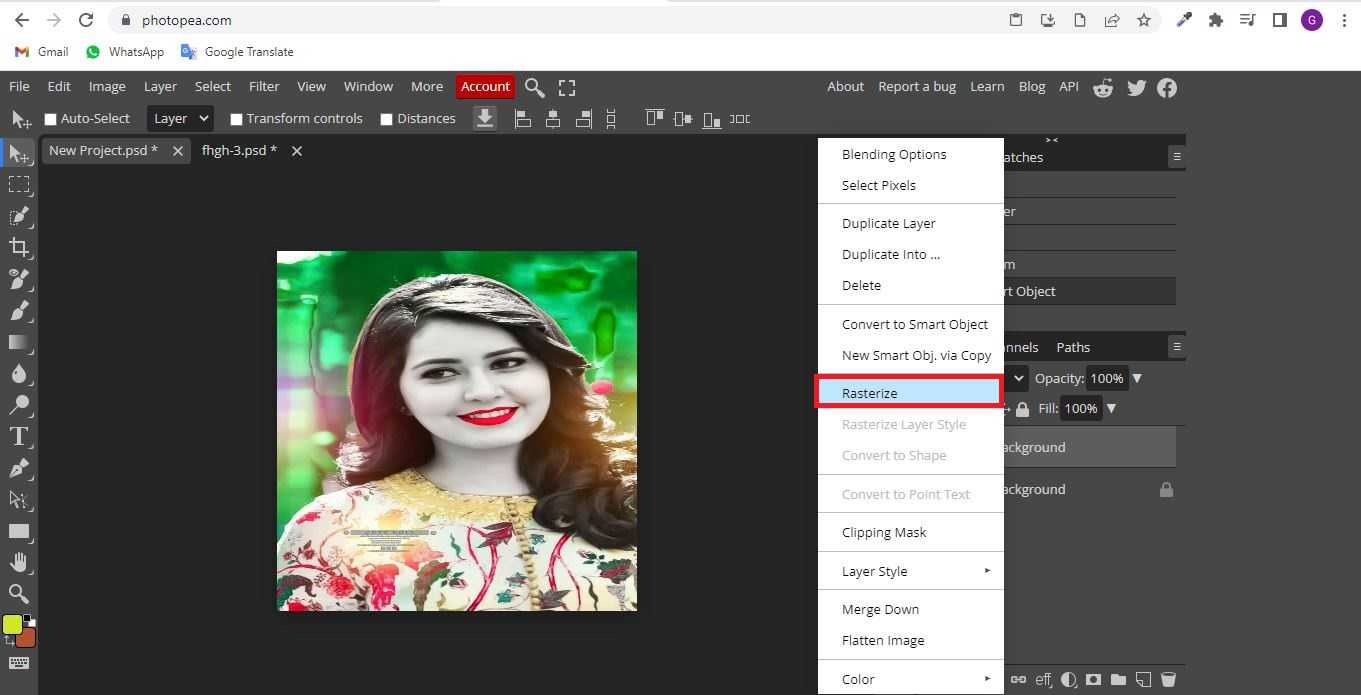 photopea.com
G
Gmail WhatsApp Google Translate
File Edit Image Layer Select Filter View Window More Account About Report a bug Learn Blog API
Auto-Select Layer Transform controls Distances
New Project.psd * fhgh-3.psd *
atches
er
m
rt Object
nnels Paths
Opacity: 100%
Fill: 100%
ackground
ackground
eff
Blending Options
Select Pixels
Duplicate Layer
Duplicate Into ...
Delete
Convert to Smart Object
New Smart Obj. via Copy
Rasterize
Rasterize Layer Style
Convert to Shape
Convert to Point Text
Clipping Mask
Layer Style
Merge Down
Flatten Image
Color